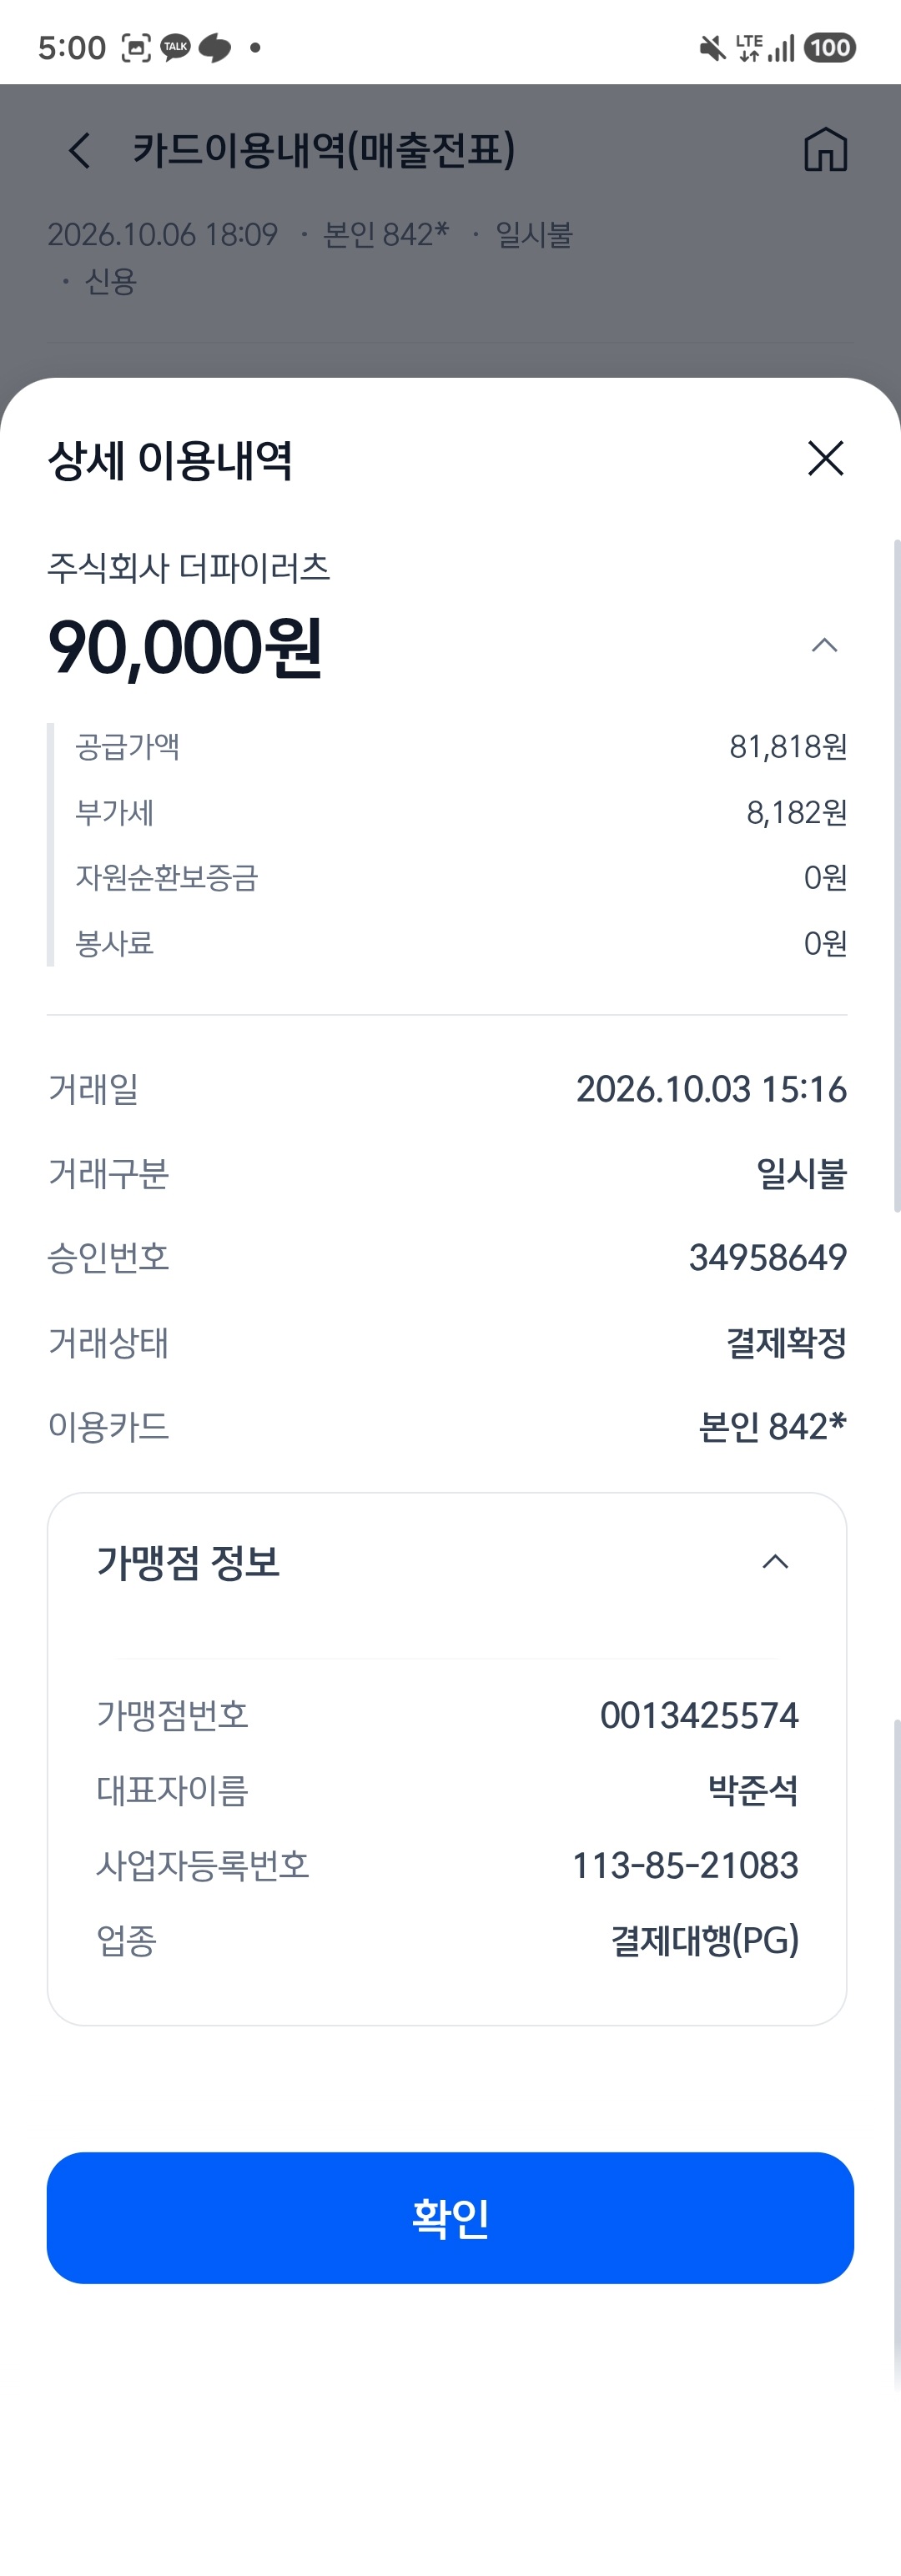 5:00 TALK LTE 100
카드이용내역(매출전표)
2026.10.06 18:09 · 본인 842* · 일시불
· 신용
상세 이용내역
주식회사 더파이러츠
90,000원
공급가액 81,818원
부가세 8,182원
자원순환보증금 0원
봉사료 0원
거래일 2026.10.03 15:16
거래구분 일시불
승인번호 34958649
거래상태 결제확정
이용카드 본인 842*
가맹점 정보
가맹점번호 0013425574
대표자이름 박준석
사업자등록번호 113-85-21083
업종 결제대행(PG)
확인